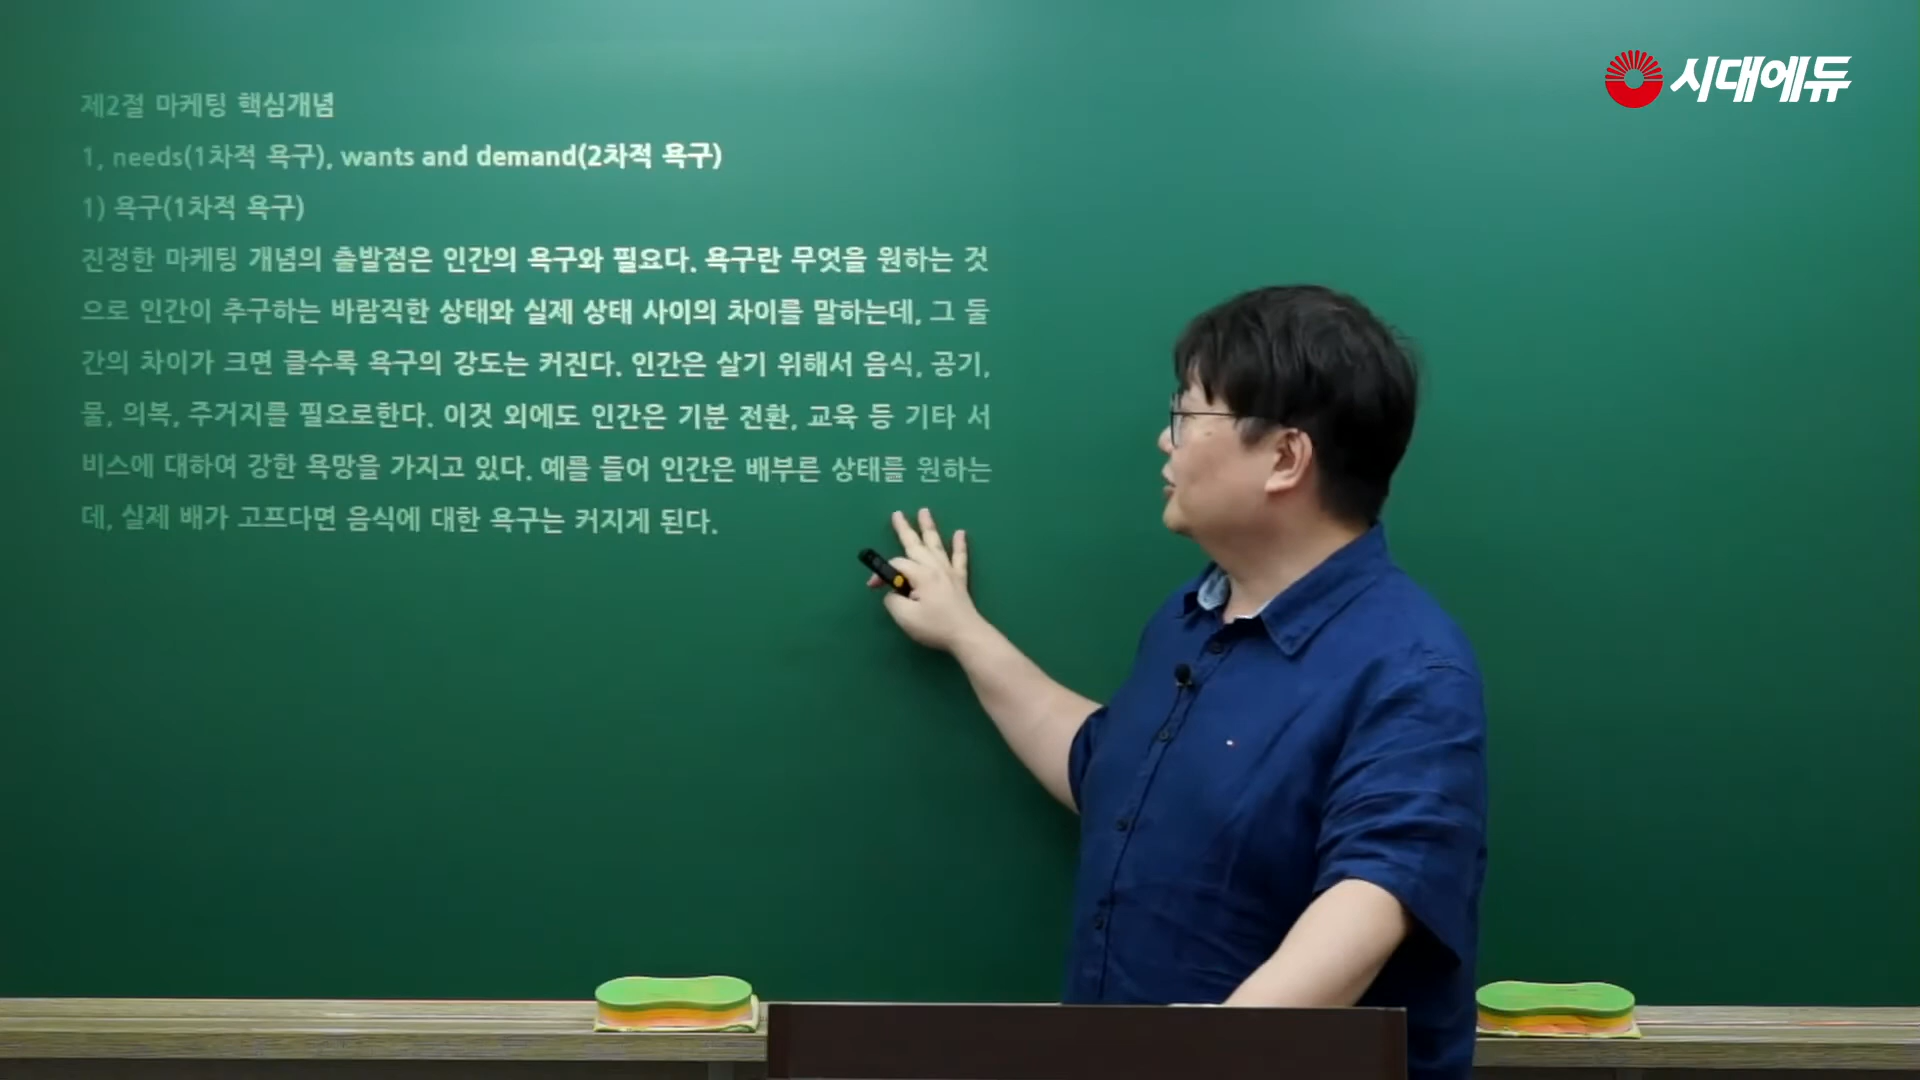 시대에듀
제2절 마케팅 핵심개념
1, needs(1차적 욕구), wants and demand(2차적 욕구)
1) 욕구(1차적 욕구)
진정한 마케팅 개념의 출발점은 인간의 욕구와 필요다. 욕구란 무엇을 원하는 것
으로 인간이 추구하는 바람직한 상태와 실제 상태 사이의 차이를 말하는데, 그 둘
간의 차이가 크면 클수록 욕구의 강도는 커진다. 인간은 살기 위해서 음식, 공기,
물, 의복, 주거지를 필요로한다. 이것 외에도 인간은 기분 전환, 교육 등 기타 서
비스에 대하여 강한 욕망을 가지고 있다. 예를 들어 인간은 배부른 상태를 원하는
데, 실제 배가 고프다면 음식에 대한 욕구는 커지게 된다.